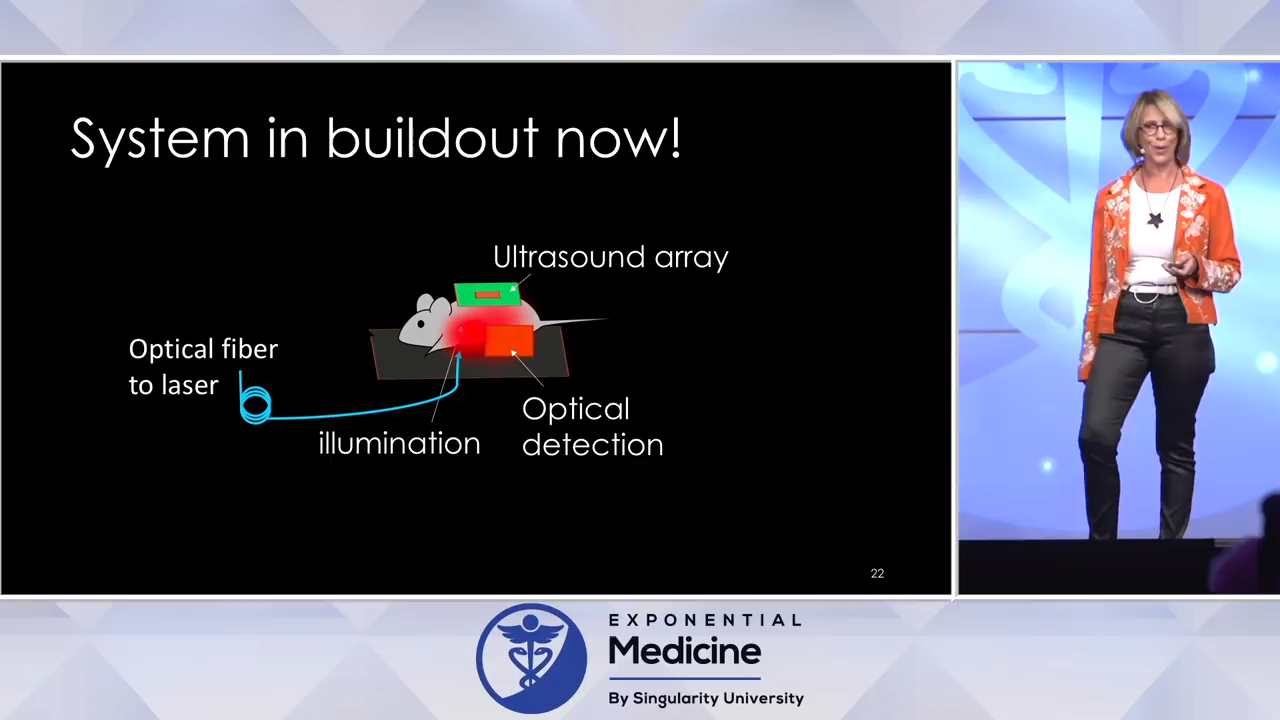 System in buildout now!
Ultrasound array
Optical fiber
to laser
Optical
detection
illumination
22
EXPONENTIAL
Medicine
By Singularity University